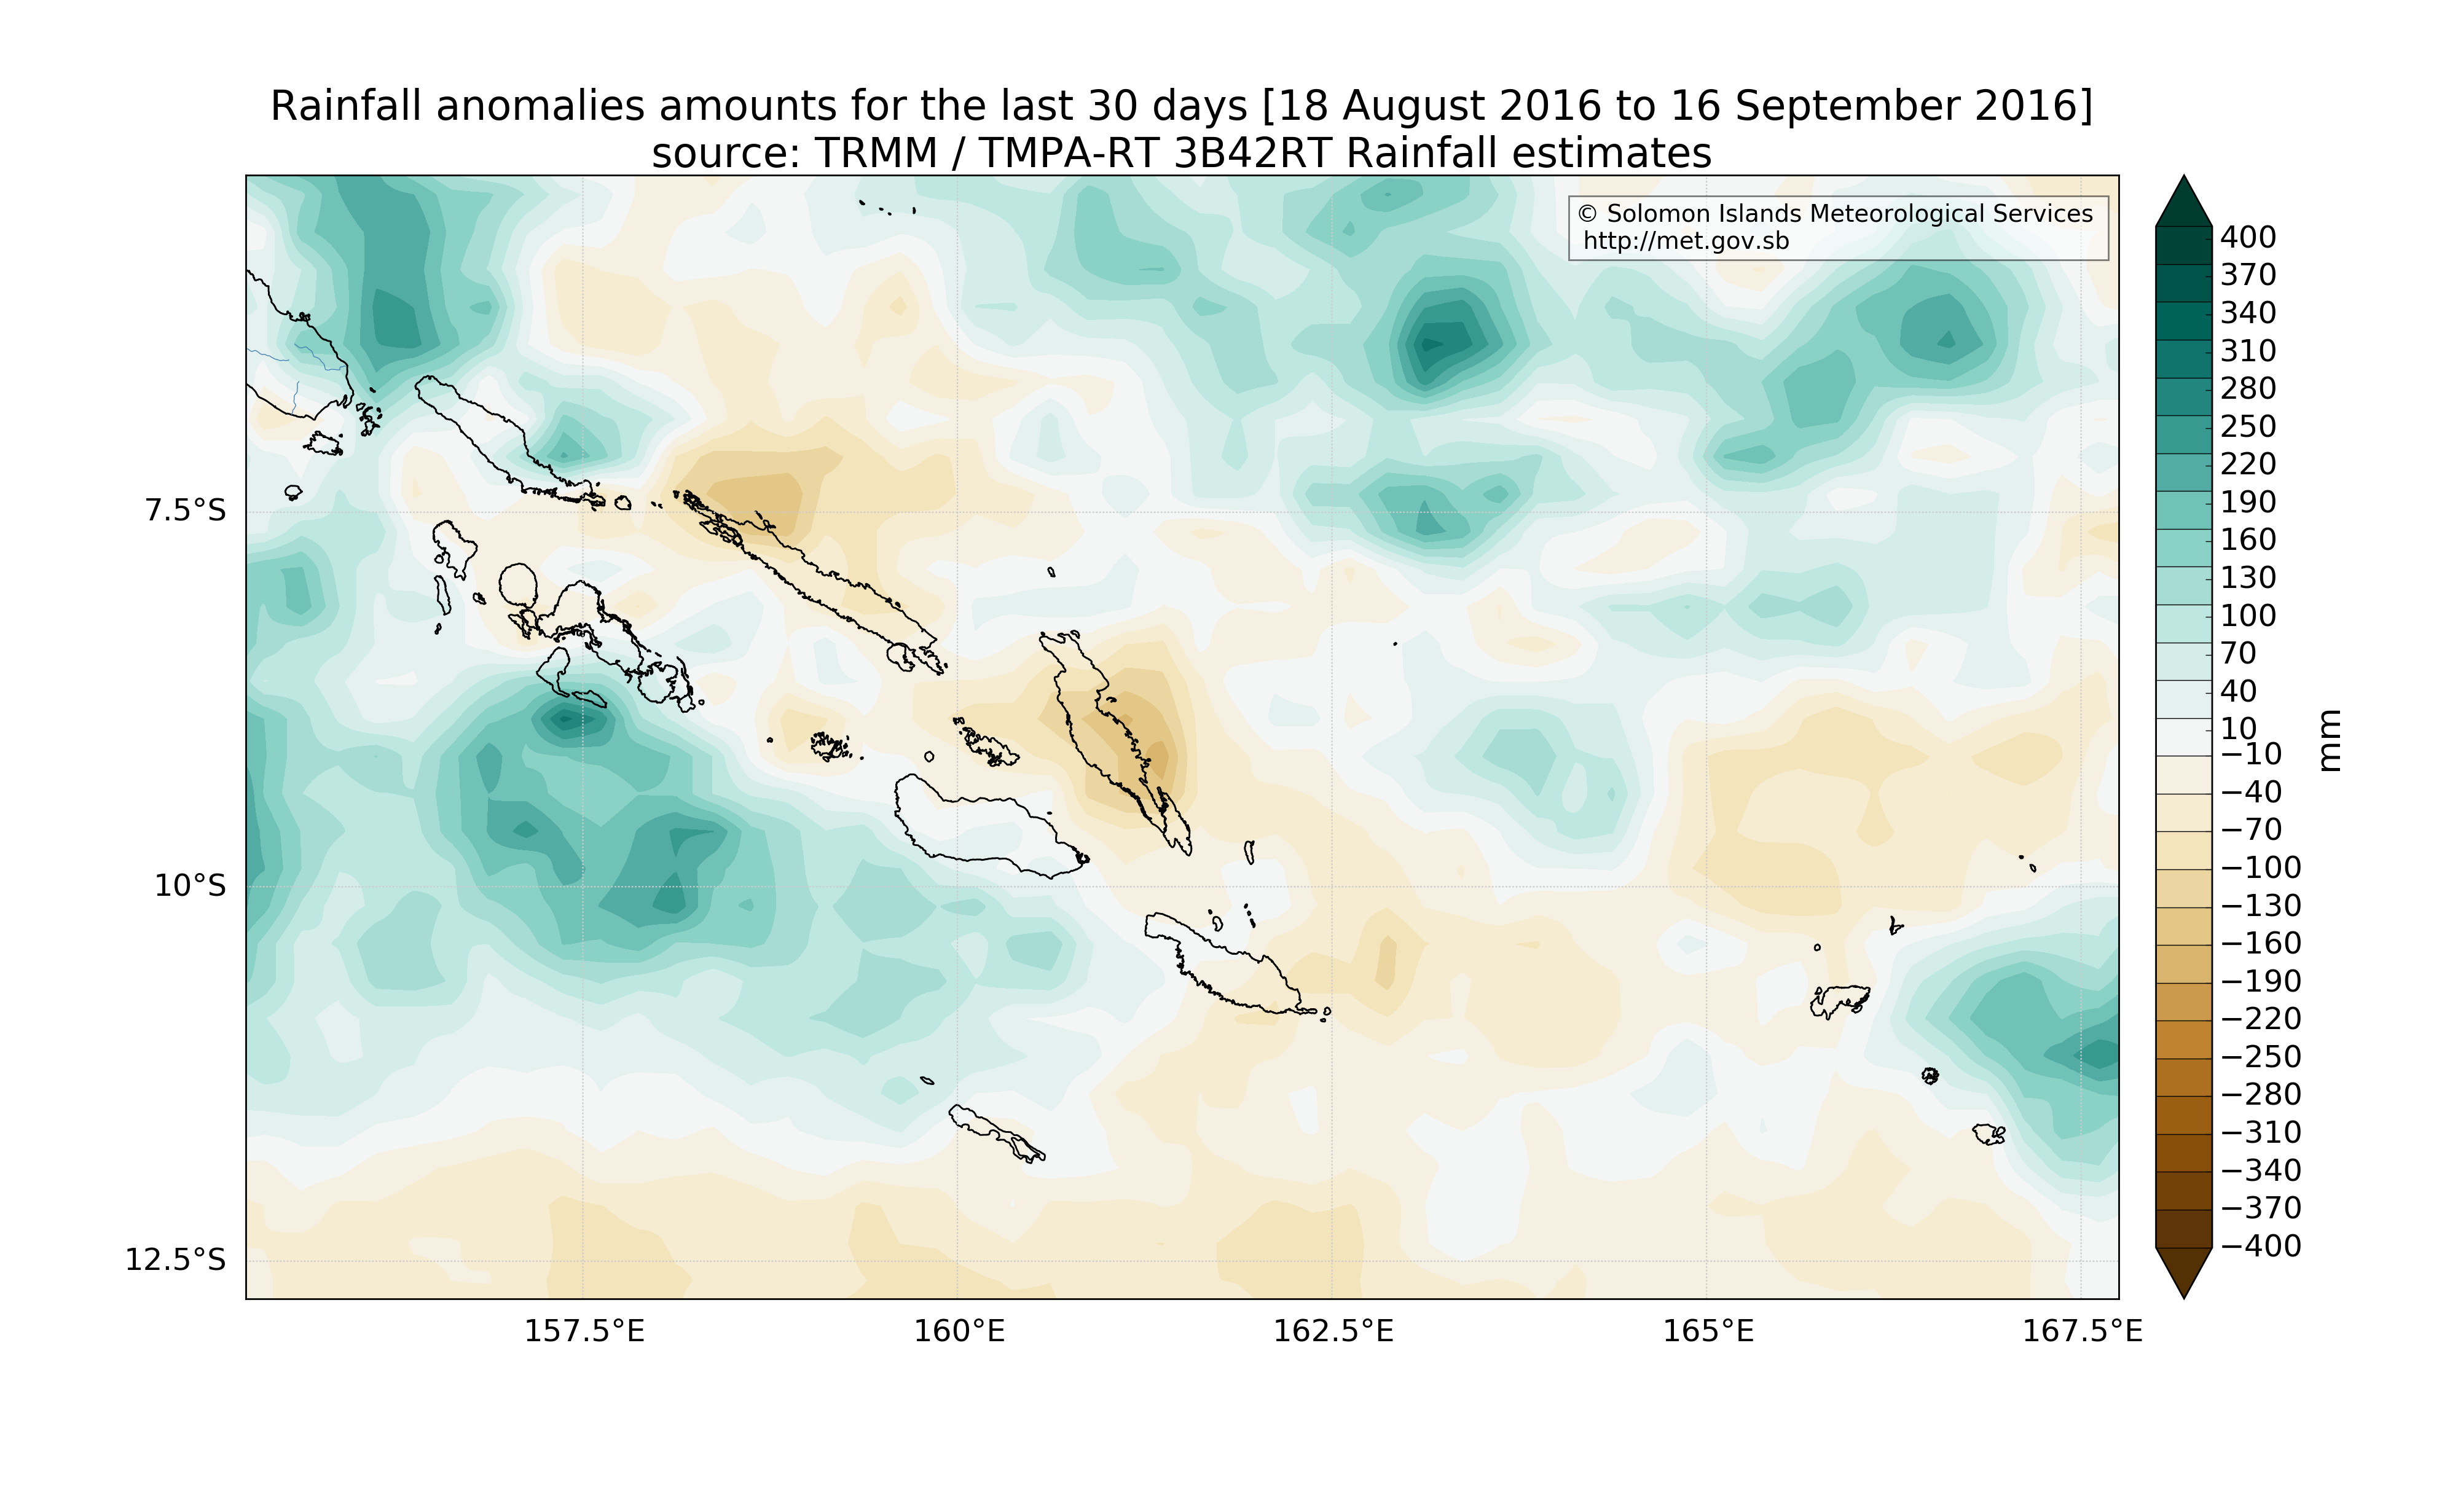 Rainfall anomalies amounts for the last 30 days [18 August 2016 to 16 September 2016]
source: TRMM / TMPA-RT 3B42RT Rainfall estimates
© Solomon Islands Meteorological Services
http://met.gov.sb
7.5°S
10°S
12.5°S
157.5°E
160°E
162.5°E
165°E
167.5°E
400
370
340
310
280
250
220
190
160
130
100
70
40
10
−10
−40
−70
−100
−130
−160
−190
−220
−250
−280
−310
−340
−370
−400
mm